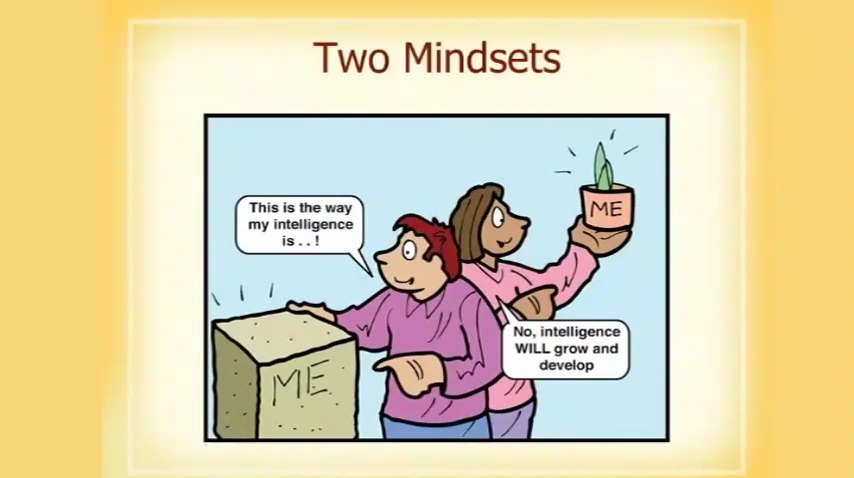 Two Mindsets
This is the way
my intelligence
is . . !
ME
ME
No, intelligence
WILL grow and
develop